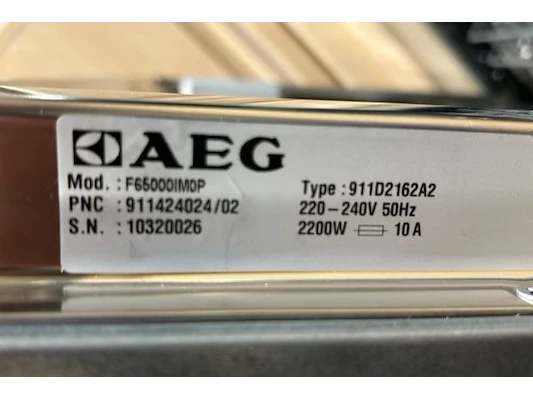 AEG
Mod. : F65000IM0P
PNC : 911424024/02
S.N. : 10320026
Type : 911D2162A2
220-240V 50Hz
2200W 10 A